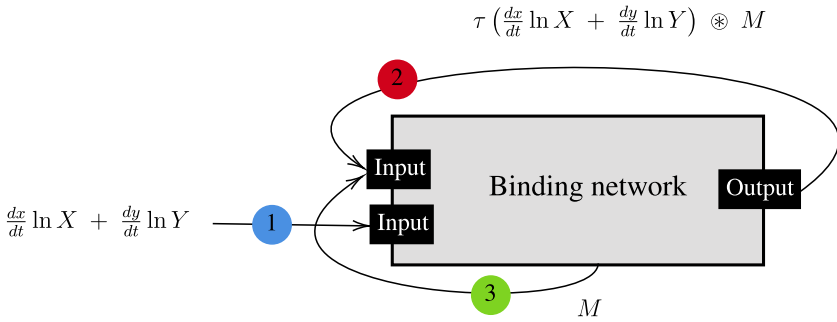 τ (dx/dt ln X + dy/dt ln Y) ⊛ M
2
Input
Binding network
Output
dx/dt ln X + dy/dt ln Y
1
Input
3
M